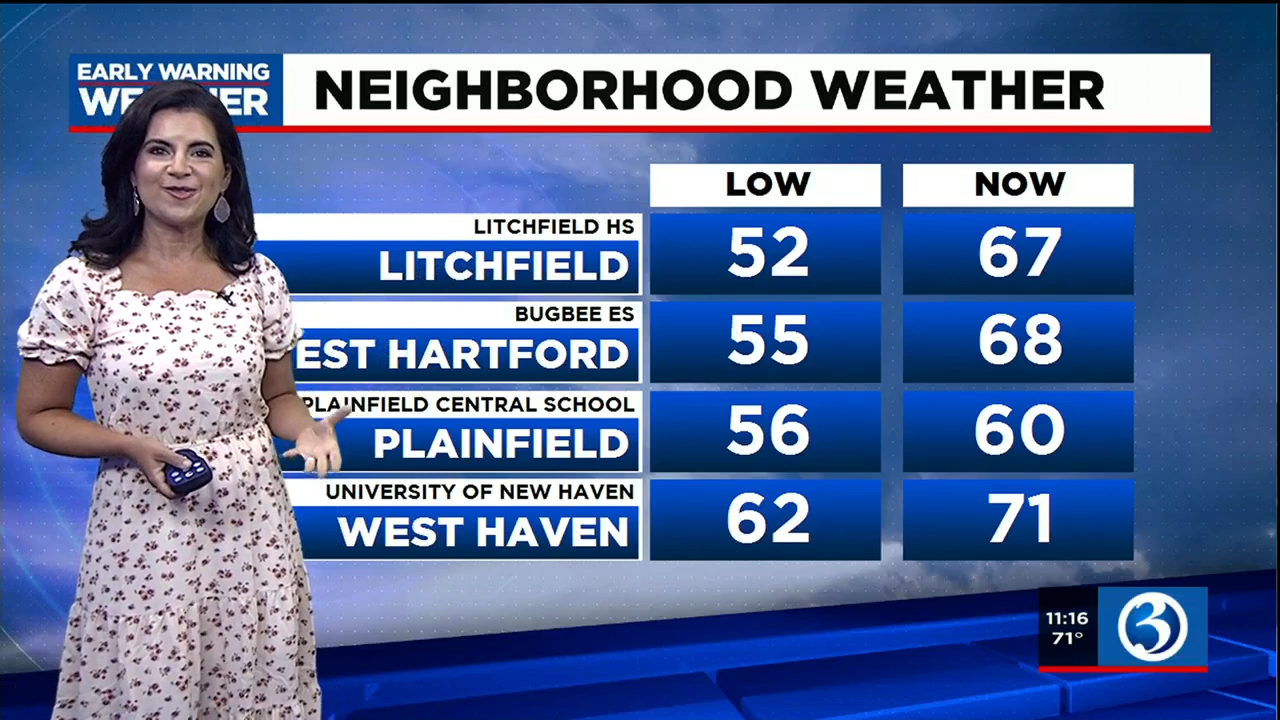 EARLY WARNING
NEIGHBORHOOD WEATHER
LOW NOW
LITCHFIELD HS
LITCHFIELD 52 67
BUGBEE ES
EST HARTFORD 55 68
PLAINFIELD CENTRAL SCHOOL
PLAINFIELD 56 60
UNIVERSITY OF NEW HAVEN
WEST HAVEN 62 71
11:16
71°
3